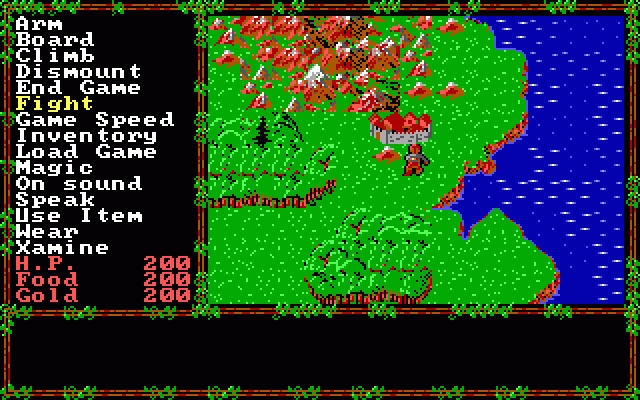 Arm
Board
Climb
Dismount
End Game
Fight
Game Speed
Inventory
Load Game
Magic
On sound
Speak
Use Item
Wear
Xamine
H.P. 200
Food 200
Gold 200